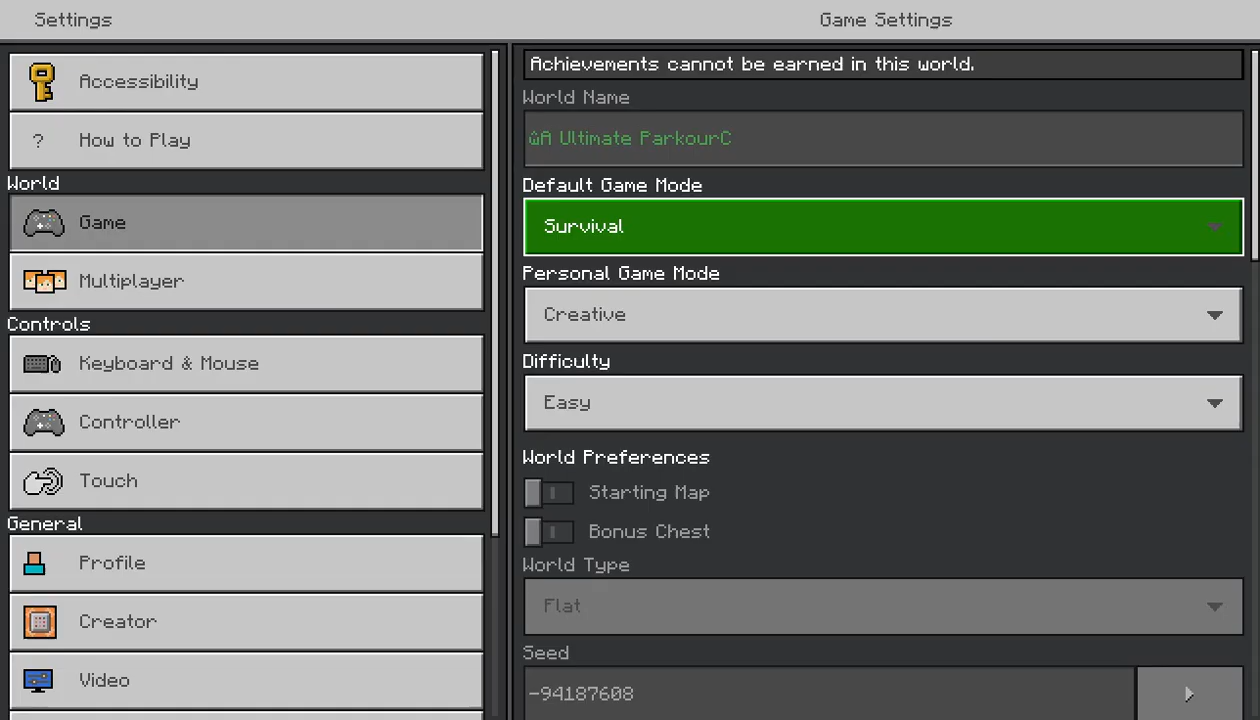 Settings
Game Settings
Accessibility
? How to Play
World
Game
Multiplayer
Controls
Keyboard & Mouse
Controller
Touch
General
Profile
Creator
Video
Achievements cannot be earned in this world.
World Name
Ultimate ParkourC
Default Game Mode
Survival
Personal Game Mode
Creative
Difficulty
Easy
World Preferences
Starting Map
Bonus Chest
World Type
Flat
Seed
-94187608